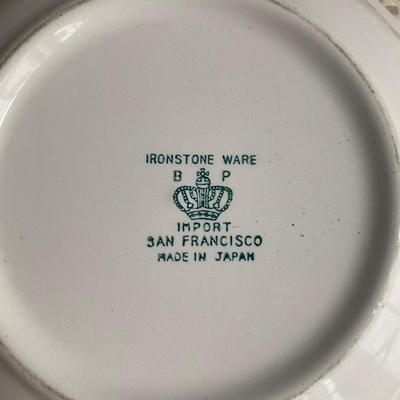 IRONSTONE WARE
B P
IMPORT
SAN FRANCISCO
MADE IN JAPAN